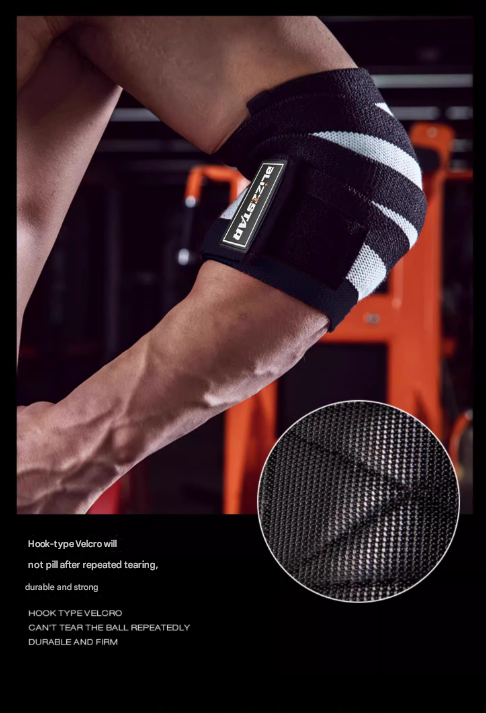 BLiZZSTAR
Hook-type Velcro will
not pill after repeated tearing,
durable and strong
HOOK TYPE VELCRO
CAN'T TEAR THE BALL REPEATEDLY
DURABLE AND FIRM